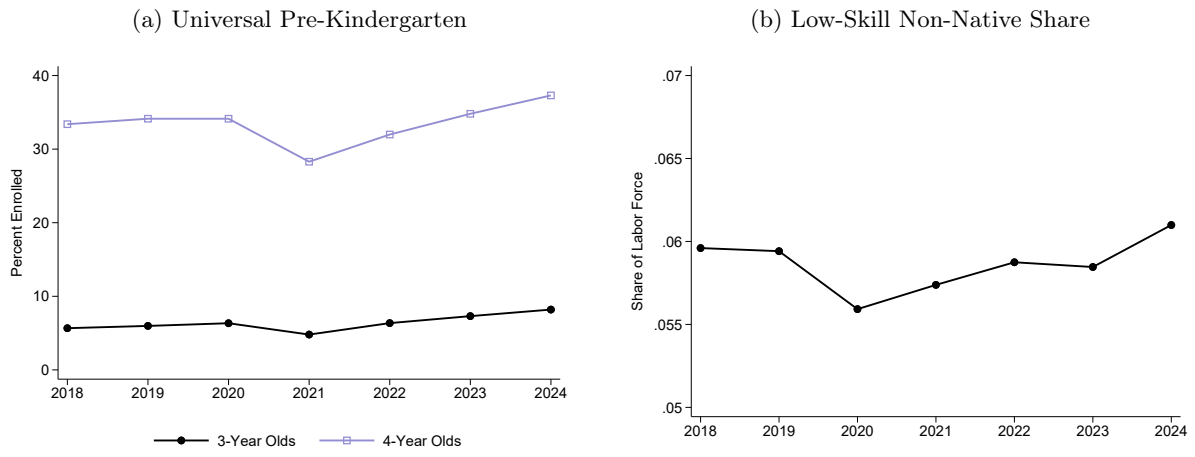 (a) Universal Pre-Kindergarten
40
30
20
10
0
Percent Enrolled
2018 2019 2020 2021 2022 2023 2024
3-Year Olds 4-Year Olds
(b) Low-Skill Non-Native Share
.07
.065
.06
.055
.05
Share of Labor Force
2018 2019 2020 2021 2022 2023 2024